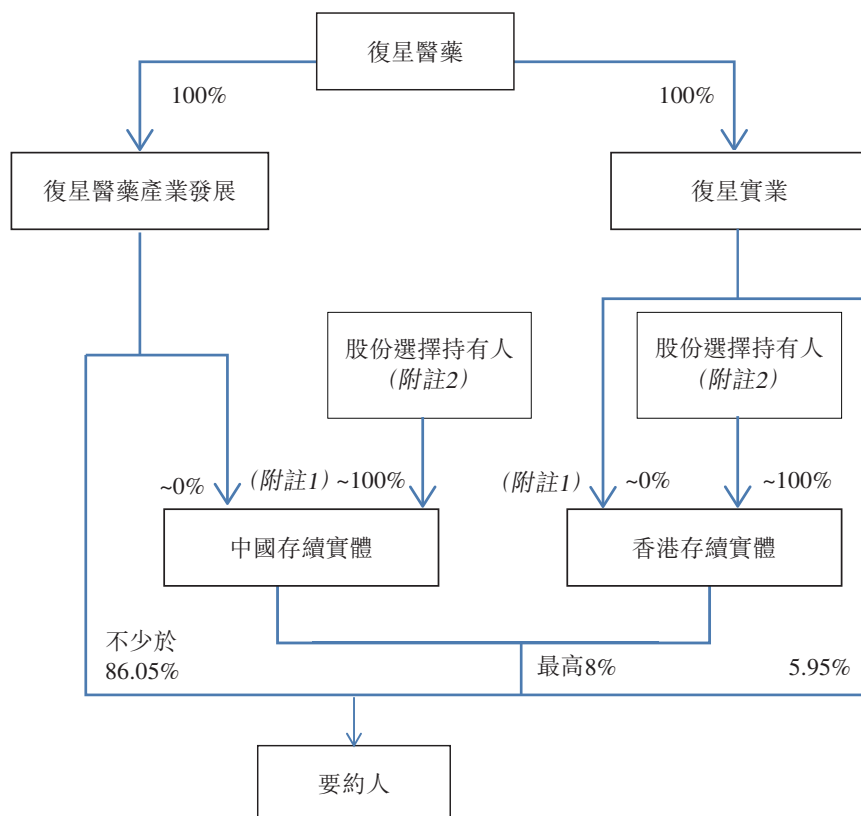 復星醫藥
100%
100%
復星醫藥產業發展
復星實業
股份選擇持有人
(附註2)
股份選擇持有人
(附註2)
~0%
(附註1) ~100%
(附註1)
~0%
~100%
中國存續實體
香港存續實體
不少於
86.05%
最高8%
5.95%
要約人